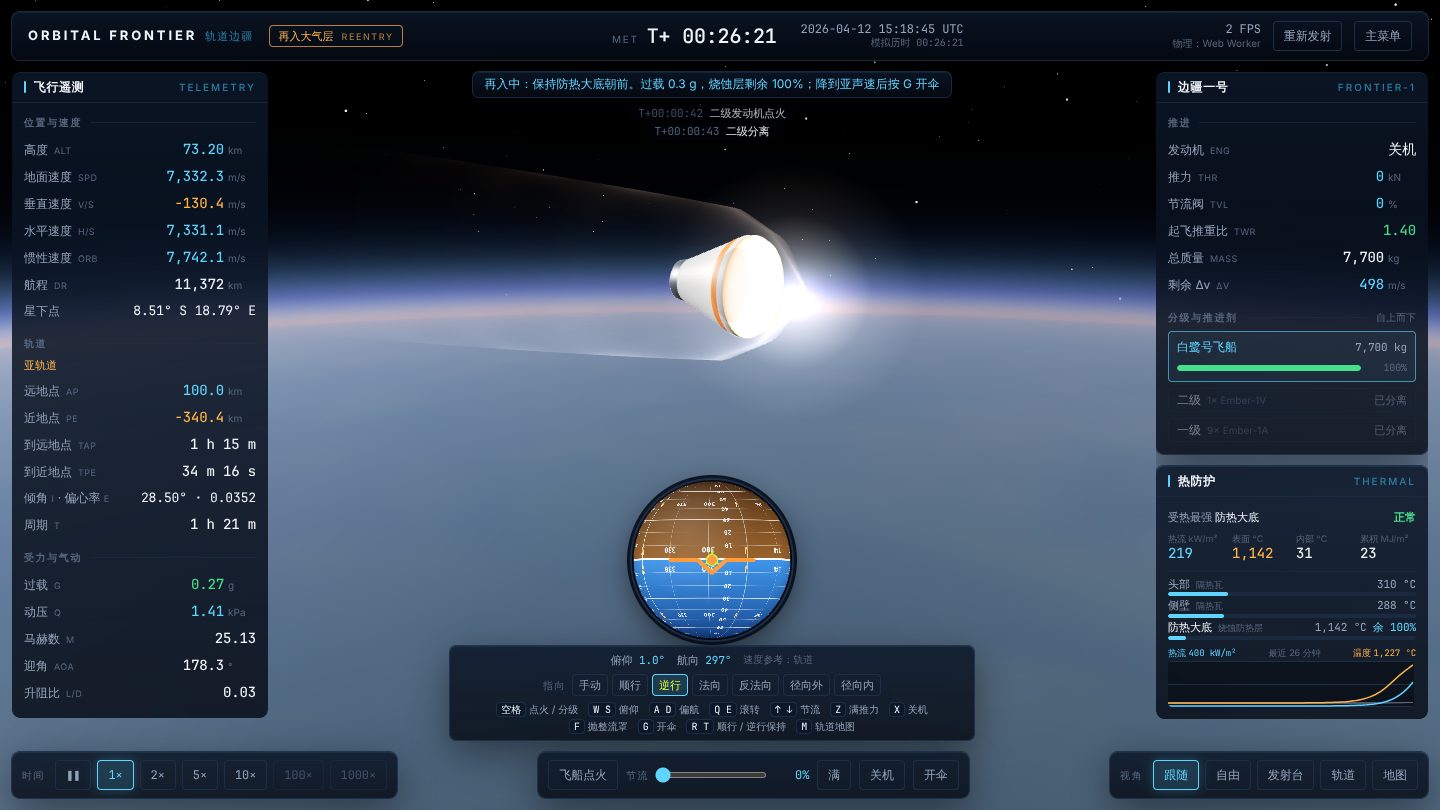 ORBITAL FRONTIER 轨道边疆 再入大气层 REENTRY
MET T+ 00:26:21
2026-04-12 15:18:45 UTC
模拟历时 00:26:21
2 FPS
物理：Web Worker
重新发射 主菜单
飞行遥测 TELEMETRY
位置与速度
高度 ALT 73.20 km
地面速度 SPD 7,332.3 m/s
垂直速度 V/S -130.4 m/s
水平速度 H/S 7,331.1 m/s
惯性速度 ORB 7,742.1 m/s
航程 DR 11,372 km
星下点 8.51° S 18.79° E
轨道
亚轨道
远地点 AP 100.0 km
近地点 PE -340.4 km
到远地点 TAP 1 h 15 m
到近地点 TPE 34 m 16 s
倾角 I · 偏心率 E 28.50° · 0.0352
周期 T 1 h 21 m
受力与气动
过载 G 0.27 g
动压 Q 1.41 kPa
马赫数 M 25.13
迎角 AOA 178.3 °
升阻比 L/D 0.03
再入中：保持防热大底朝前。过载 0.3 g，烧蚀层剩余 100%；降到亚声速后按 G 开伞
T+00:00:42 二级发动机点火
T+00:00:43 二级分离
俯仰 1.0° 航向 297° 速度参考：轨道
指向 手动 顺行 逆行 法向 反法向 径向外 径向内
空格 点火 / 分级 W S 俯仰 A D 偏航 Q E 滚转 ↑ ↓ 节流 Z 满推力 X 关机
F 抛整流罩 G 开伞 R T 顺行 / 逆行保持 M 轨道地图
边疆一号 FRONTIER-1
推进
发动机 ENG 关机
推力 THR 0 kN
节流阀 TVL 0 %
起飞推重比 TWR 1.40
总质量 MASS 7,700 kg
剩余 Δv ΔV 498 m/s
分级与推进剂 自上而下
白鹭号飞船 7,700 kg
100%
二级 1× Ember-1V 已分离
一级 9× Ember-1A 已分离
热防护 THERMAL
受热最强 防热大底 正常
热流 kW/m² 表面 °C 内部 °C 累积 MJ/m²
219 1,142 31 23
头部 隔热瓦 310 °C
侧壁 隔热瓦 288 °C
防热大底 烧蚀防热层 1,142 °C 余 100%
热流 400 kW/m² 最近 26 分钟 温度 1,227 °C
时间 1× 2× 5× 10× 100× 1000×
飞船点火 节流 0% 满 关机 开伞
视角 跟随 自由 发射台 轨道 地图